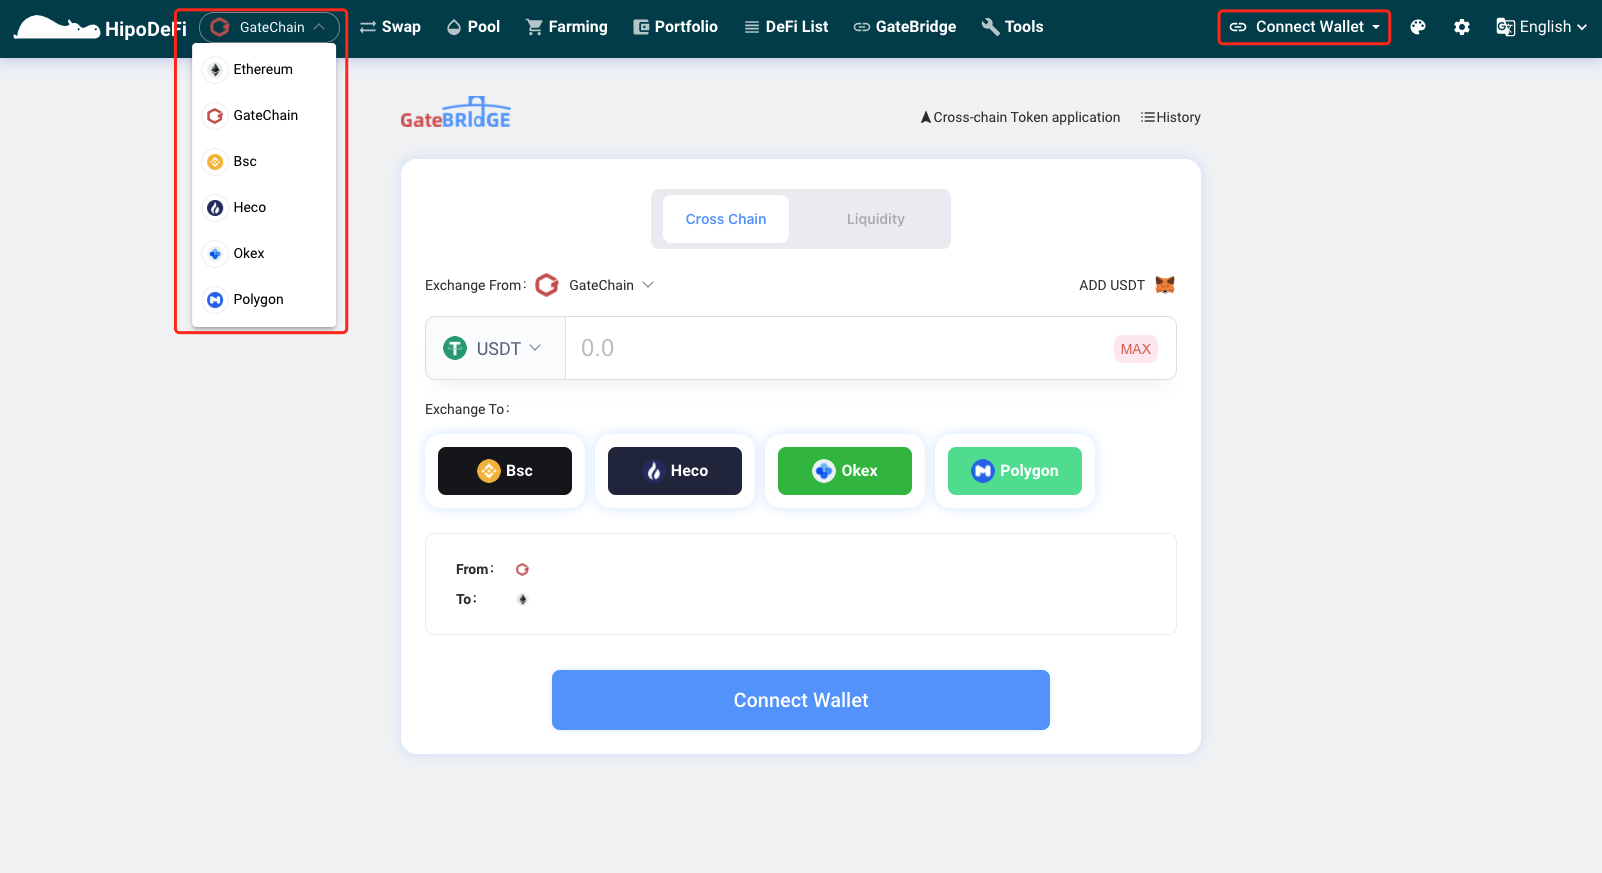 HipoDeFi GateChain Swap Pool Farming Portfolio DeFi List GateBridge Tools Connect Wallet English
Ethereum
GateChain
Bsc
Heco
Okex
Polygon
GateBRIdGE
Cross-chain Token application History
Cross Chain Liquidity
Exchange From: GateChain ADD USDT
USDT 0.0 MAX
Exchange To:
Bsc Heco Okex Polygon
From:
To:
Connect Wallet